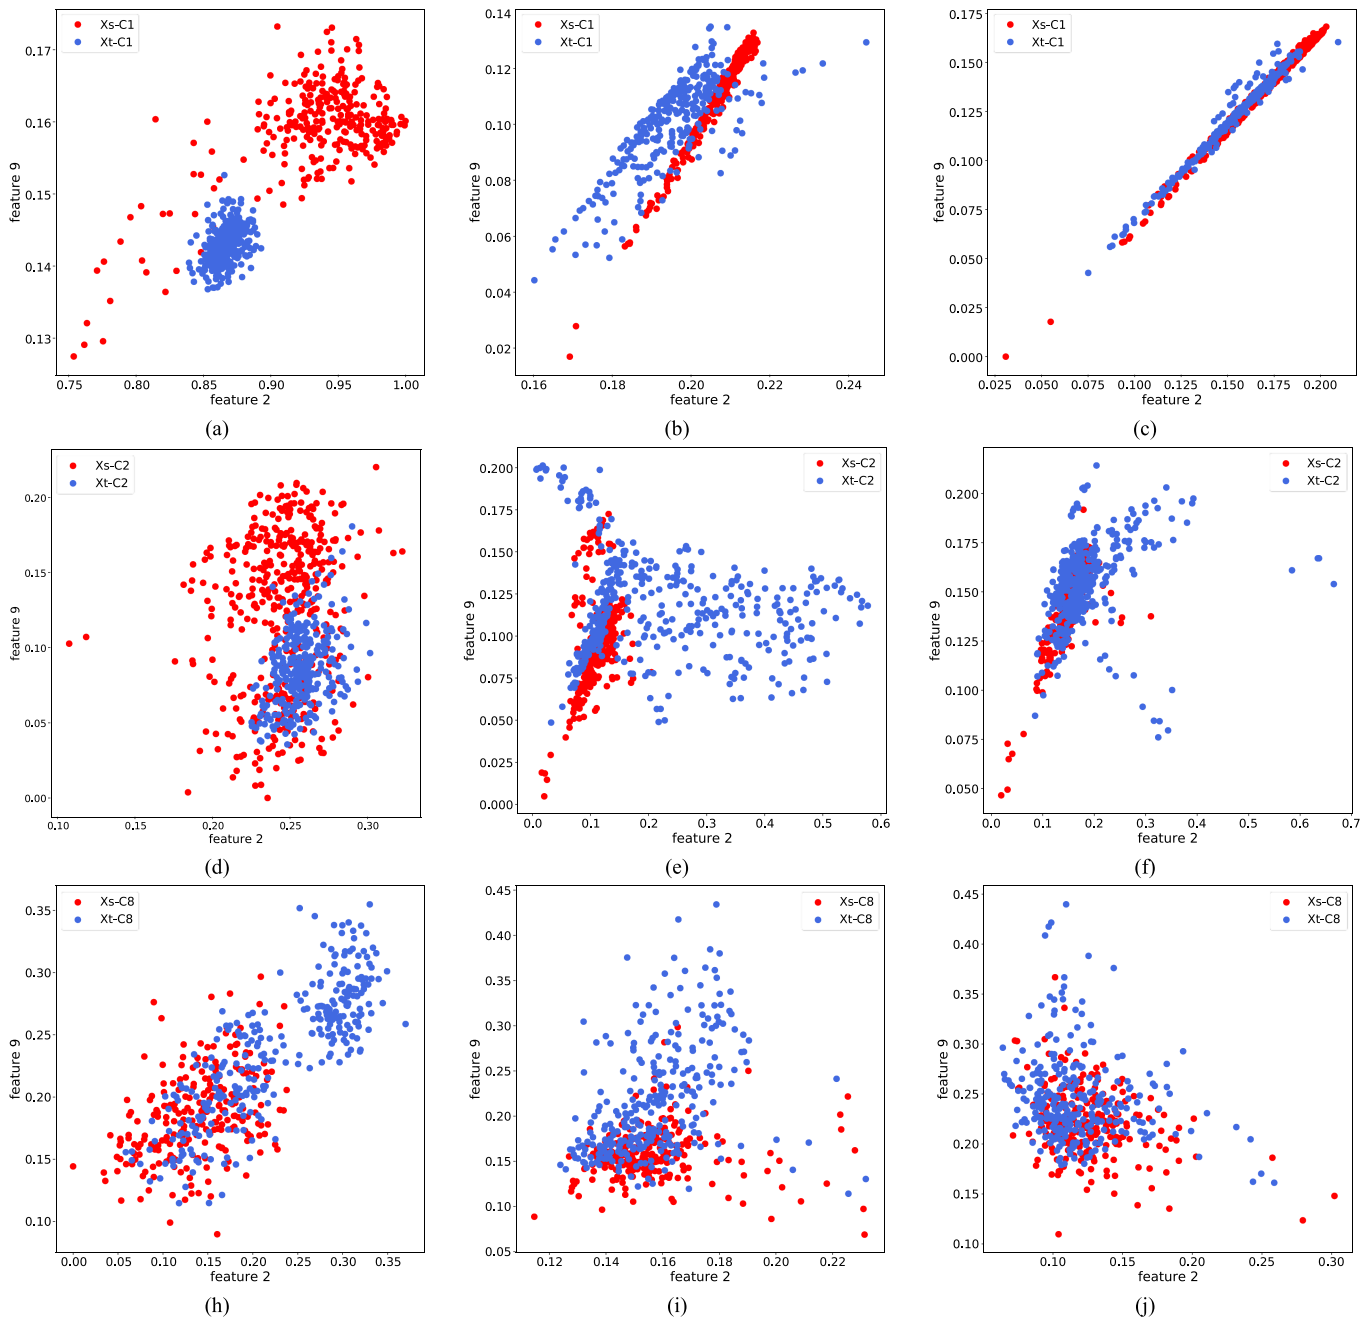 Xs-C1
Xt-C1
0.17
0.16
0.15
0.14
0.13
feature 9
0.75 0.80 0.85 0.90 0.95 1.00
feature 2
(a)
Xs-C1
Xt-C1
0.14
0.12
0.10
0.08
0.06
0.04
0.02
feature 9
0.16 0.18 0.20 0.22 0.24
feature 2
(b)
Xs-C1
Xt-C1
0.175
0.150
0.125
0.100
0.075
0.050
0.025
0.000
feature 9
0.025 0.050 0.075 0.100 0.125 0.150 0.175 0.200
feature 2
(c)
Xs-C2
Xt-C2
0.20
0.15
0.10
0.05
0.00
feature 9
0.10 0.15 0.20 0.25 0.30
feature 2
(d)
Xs-C2
Xt-C2
0.200
0.175
0.150
0.125
0.100
0.075
0.050
0.025
0.000
feature 9
0.0 0.1 0.2 0.3 0.4 0.5 0.6
feature 2
(e)
Xs-C2
Xt-C2
0.200
0.175
0.150
0.125
0.100
0.075
0.050
feature 9
0.0 0.1 0.2 0.3 0.4 0.5 0.6 0.7
feature 2
(f)
Xs-C8
Xt-C8
0.35
0.30
0.25
0.20
0.15
0.10
feature 9
0.00 0.05 0.10 0.15 0.20 0.25 0.30 0.35
feature 2
(h)
Xs-C8
Xt-C8
0.45
0.40
0.35
0.30
0.25
0.20
0.15
0.10
0.05
feature 9
0.12 0.14 0.16 0.18 0.20 0.22
feature 2
(i)
Xs-C8
Xt-C8
0.45
0.40
0.35
0.30
0.25
0.20
0.15
0.10
feature 9
0.10 0.15 0.20 0.25 0.30
feature 2
(j)